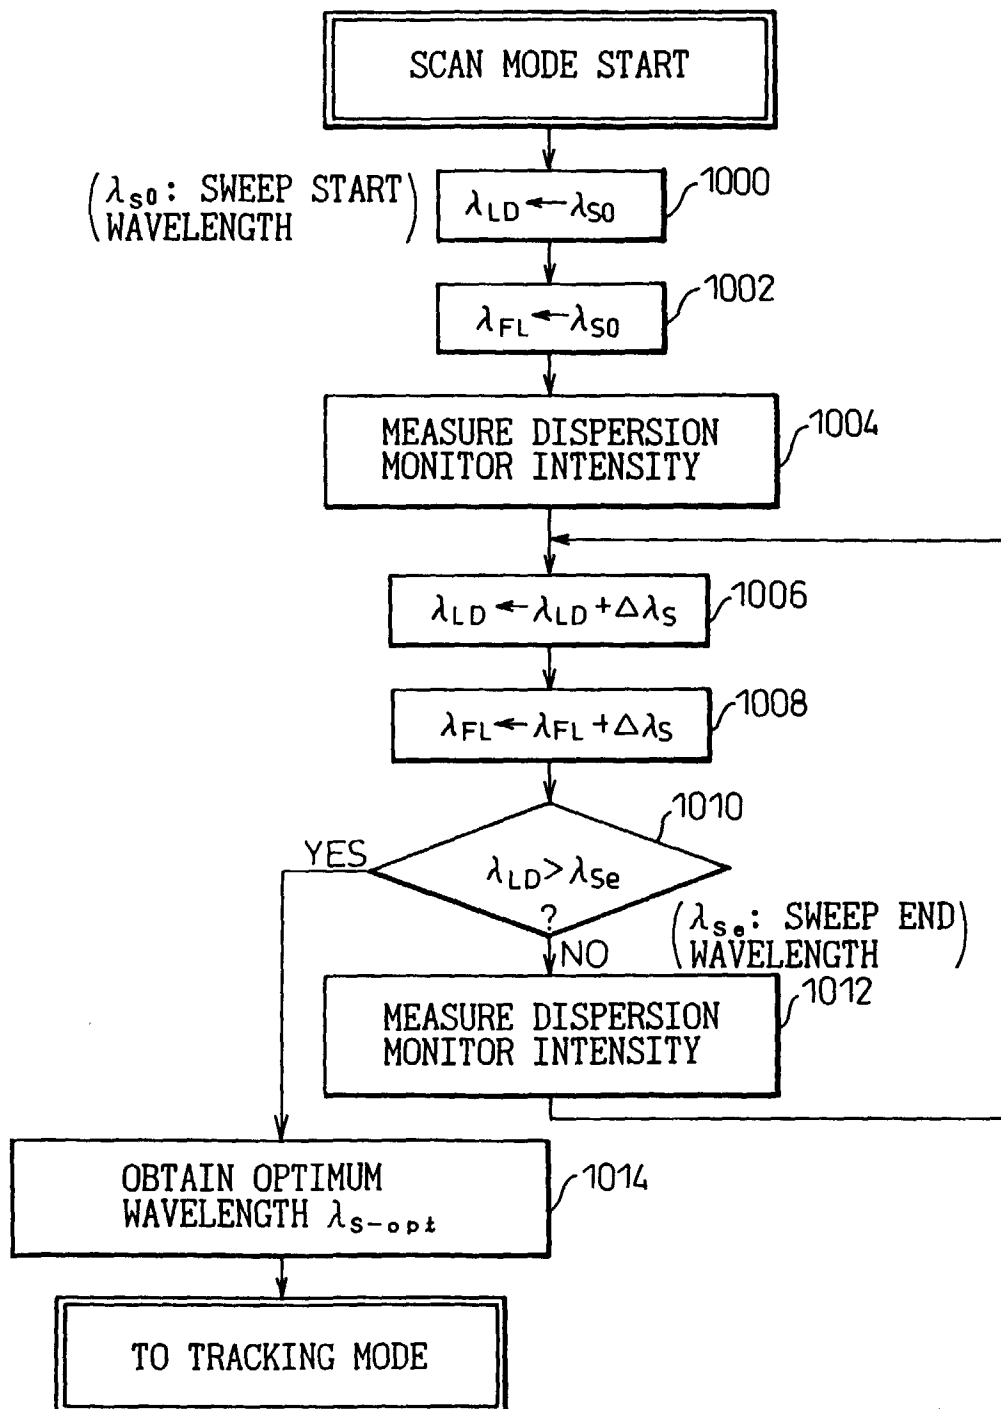 SCAN MODE START
(λS0: SWEEP START
WAVELENGTH)
λLD←λS0
1000
λFL←λS0
1002
MEASURE DISPERSION
MONITOR INTENSITY
1004
λLD←λLD+ΔλS
1006
λFL←λFL+ΔλS
1008
1010
YES
λLD>λSe
?
NO
(λSe: SWEEP END
WAVELENGTH)
MEASURE DISPERSION
MONITOR INTENSITY
1012
OBTAIN OPTIMUM
WAVELENGTH λS-opt
1014
TO TRACKING MODE